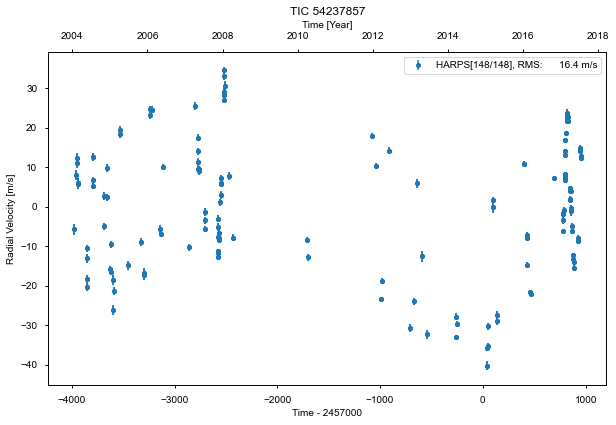 TIC 54237857
Time [Year]
2004 2006 2008 2010 2012 2014 2016 2018
HARPS[148/148], RMS: 16.4 m/s
Radial Velocity [m/s]
30
20
10
0
−10
−20
−30
−40
−4000 −3000 −2000 −1000 0 1000
Time - 2457000